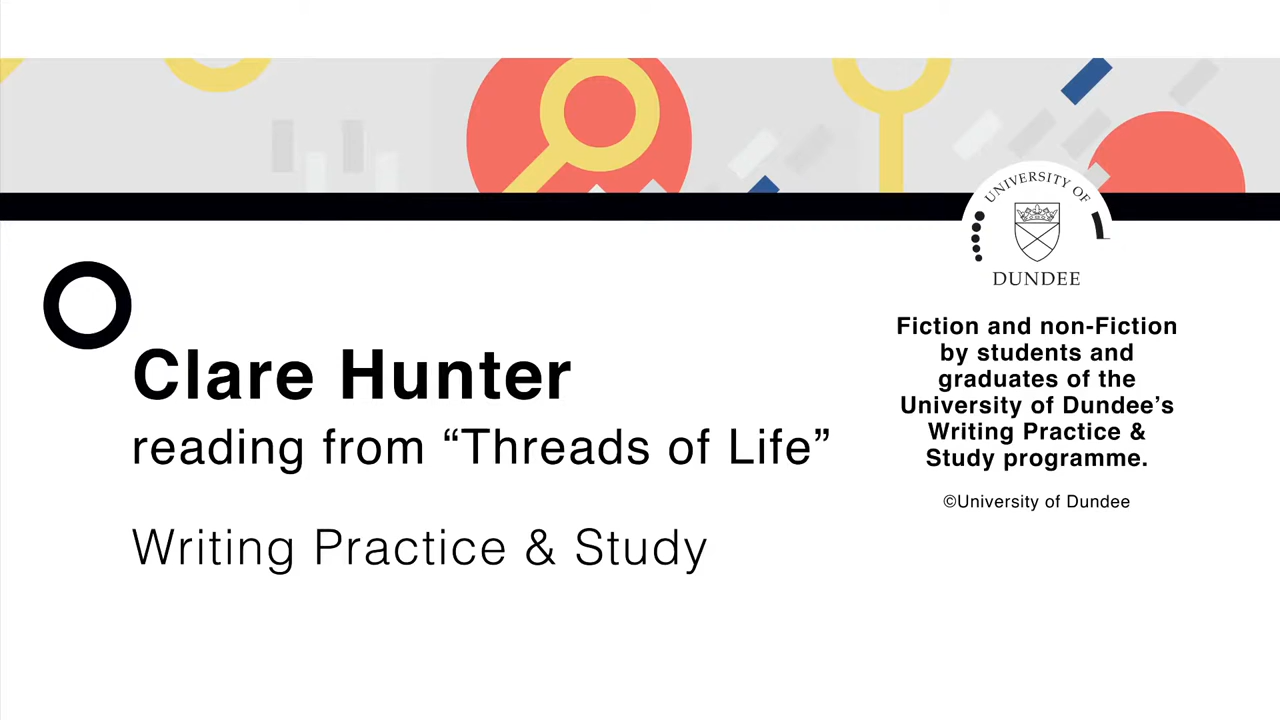 UNIVERSITY OF
DUNDEE
Clare Hunter
reading from “Threads of Life”
Writing Practice & Study
Fiction and non-Fiction
by students and
graduates of the
University of Dundee’s
Writing Practice &
Study programme.
©University of Dundee